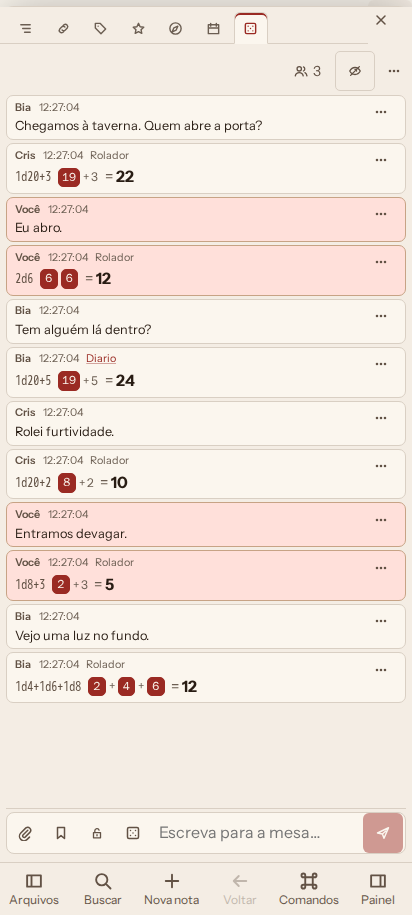 3
Bia 12:27:04
Chegamos à taverna. Quem abre a porta?
Cris 12:27:04 Rolador
1d20+3 19 +3 =22
Você 12:27:04
Eu abro.
Você 12:27:04 Rolador
2d6 6 6 =12
Bia 12:27:04
Tem alguém lá dentro?
Bia 12:27:04 Diario
1d20+5 19 +5 =24
Cris 12:27:04
Rolei furtividade.
Cris 12:27:04 Rolador
1d20+2 8 +2 =10
Você 12:27:04
Entramos devagar.
Você 12:27:04 Rolador
1d8+3 2 +3 =5
Bia 12:27:04
Vejo uma luz no fundo.
Bia 12:27:04 Rolador
1d4+1d6+1d8 2 + 4 + 6 =12
Escreva para a mesa…
Arquivos Buscar Nova nota Voltar Comandos Painel